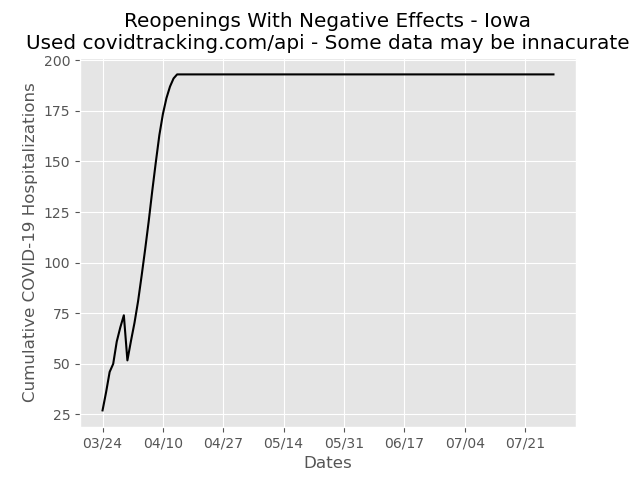 Reopenings With Negative Effects - Iowa
Used covidtracking.com/api - Some data may be innacurate
Cumulative COVID-19 Hospitalizations
200
175
150
125
100
75
50
25
03/24 04/10 04/27 05/14 05/31 06/17 07/04 07/21
Dates